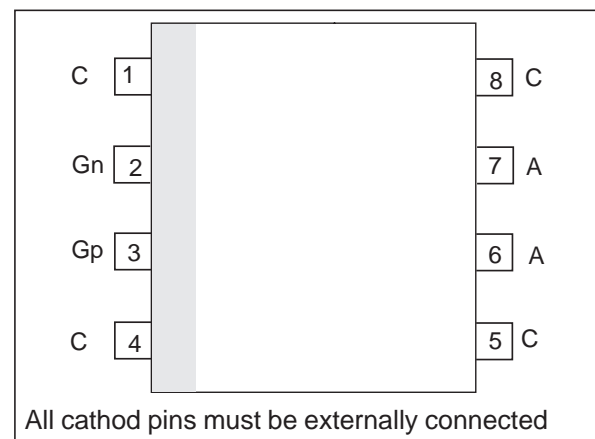 C 1 8 C
Gn 2 7 A
Gp 3 6 A
C 4 5 C
All cathod pins must be externally connected